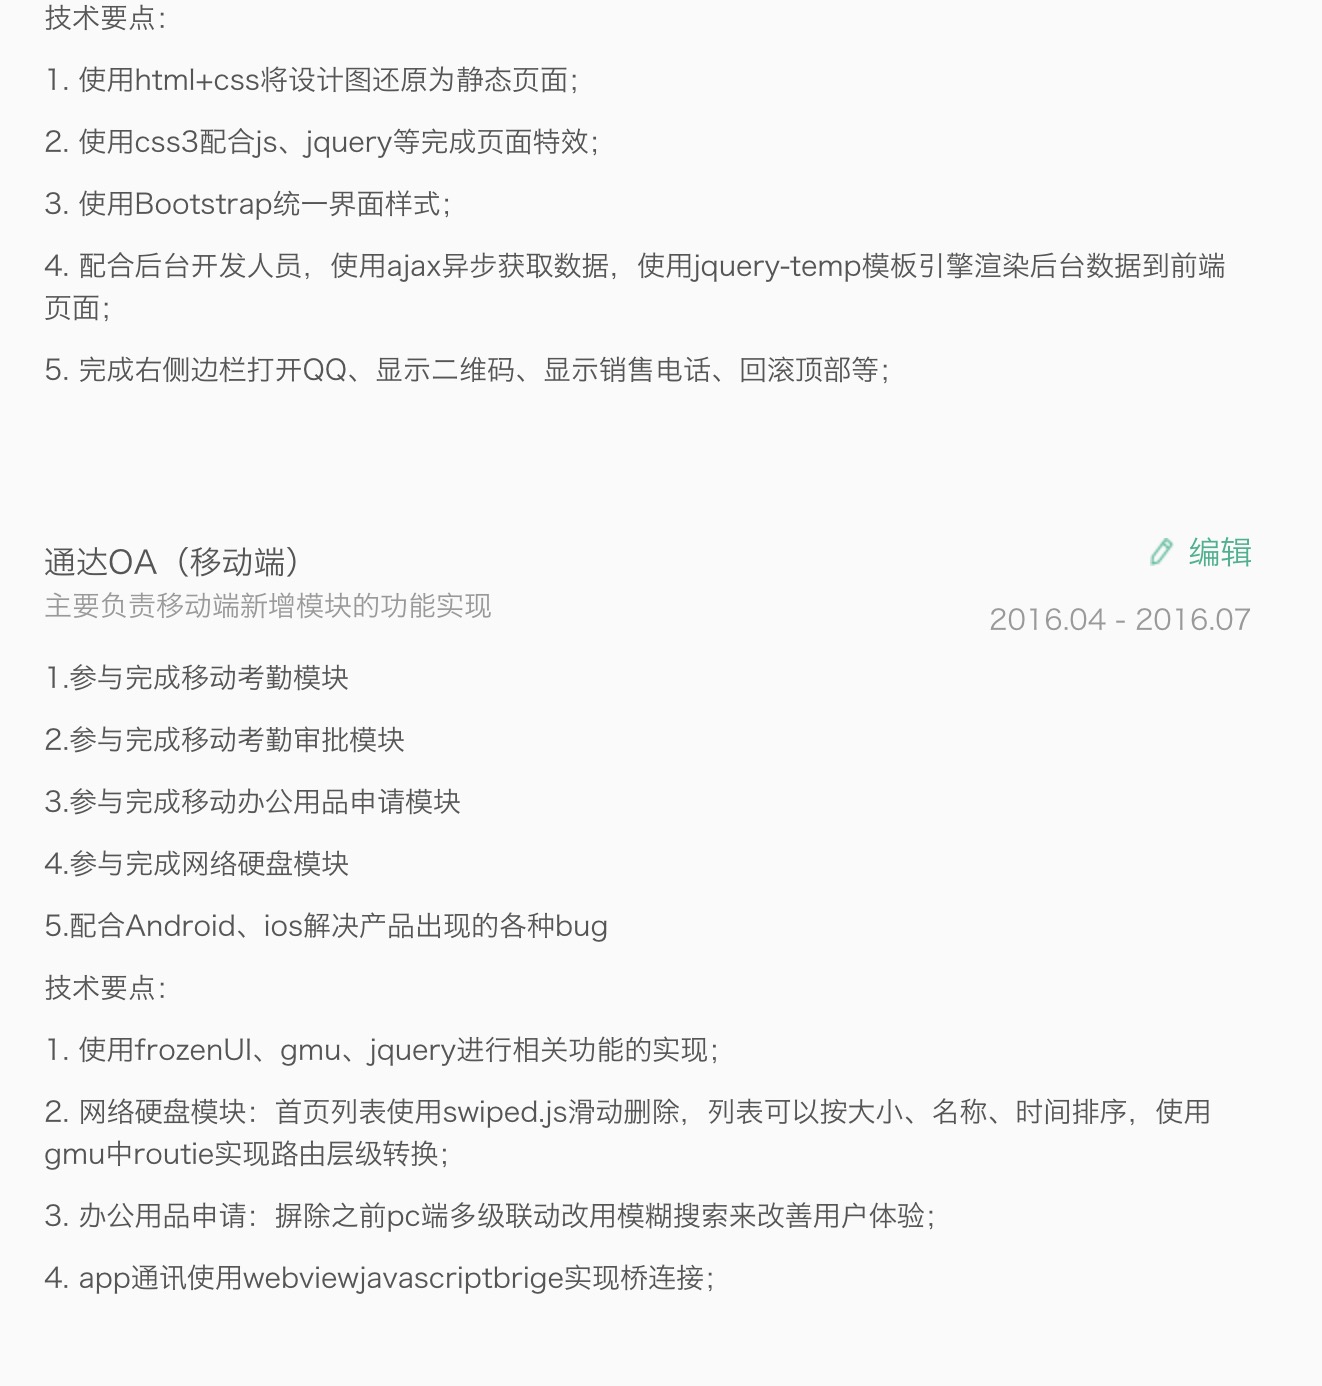 技术要点：
1. 使用html+css将设计图还原为静态页面；
2. 使用css3配合js、jquery等完成页面特效；
3. 使用Bootstrap统一界面样式；
4. 配合后台开发人员，使用ajax异步获取数据，使用jquery-temp模板引擎渲染后台数据到前端
页面；
5. 完成右侧边栏打开QQ、显示二维码、显示销售电话、回滚顶部等；
通达OA（移动端）
编辑
主要负责移动端新增模块的功能实现
2016.04 - 2016.07
1.参与完成移动考勤模块
2.参与完成移动考勤审批模块
3.参与完成移动办公用品申请模块
4.参与完成网络硬盘模块
5.配合Android、ios解决产品出现的各种bug
技术要点：
1. 使用frozenUI、gmu、jquery进行相关功能的实现；
2. 网络硬盘模块：首页列表使用swiped.js滑动删除，列表可以按大小、名称、时间排序，使用
gmu中routie实现路由层级转换；
3. 办公用品申请：摒除之前pc端多级联动改用模糊搜索来改善用户体验；
4. app通讯使用webviewjavascriptbrige实现桥连接；